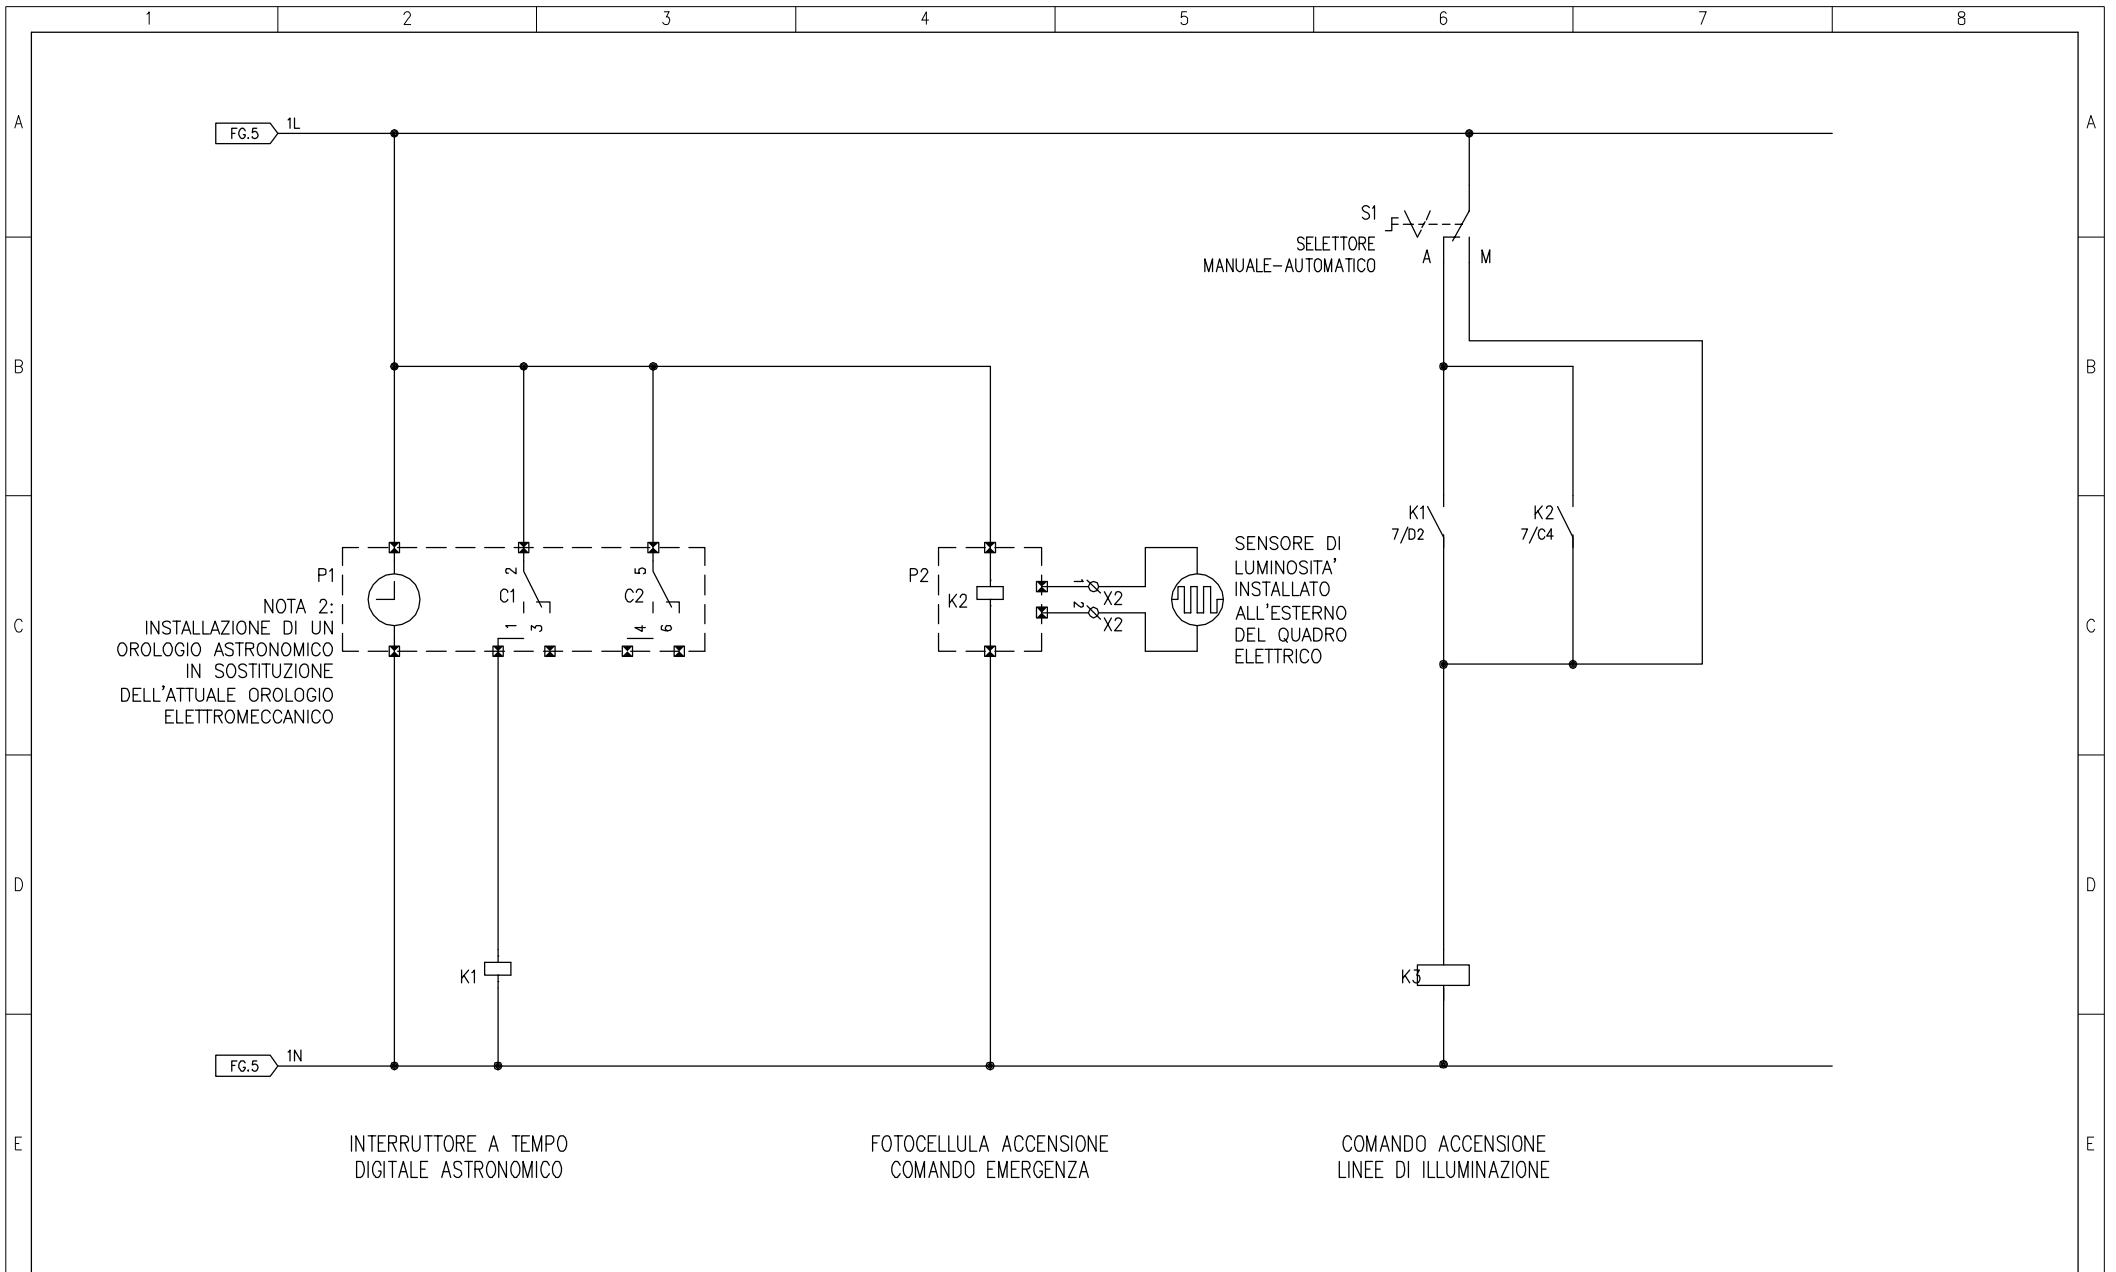 1 2 3 4 5 6 7 8
A A
FG.5 1L
S1
SELETTORE
MANUALE-AUTOMATICO
A M
B B
K1
7/D2
K2
7/C4
P1
NOTA 2:
INSTALLAZIONE DI UN
OROLOGIO ASTRONOMICO
IN SOSTITUZIONE
DELL'ATTUALE OROLOGIO
ELETTROMECCANICO
2
C1
1 3
5
C2
4 6
P2
K2
1
X2
2
X2
SENSORE DI
LUMINOSITA'
INSTALLATO
ALL'ESTERNO
DEL QUADRO
ELETTRICO
C C
D D
K1
K3
FG.5 1N
E E
INTERRUTTORE A TEMPO
DIGITALE ASTRONOMICO
FOTOCELLULA ACCENSIONE
COMANDO EMERGENZA
COMANDO ACCENSIONE
LINEE DI ILLUMINAZIONE